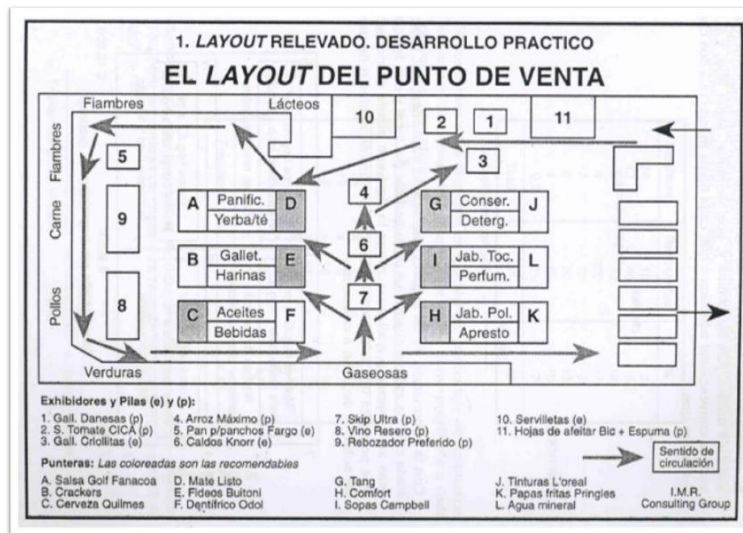 1. LAYOUT RELEVADO. DESARROLLO PRACTICO
EL LAYOUT DEL PUNTO DE VENTA
Fiambres
Lácteos
10
2
1
11
3
Fiambres
5
4
A
Panific.
Yerba/té
D
G
Conser.
Deterg.
J
Carne
9
6
B
Gallet.
Harinas
E
I
Jab. Toc.
Perfum.
L
7
Pollos
8
C
Aceites
Bebidas
F
H
Jab. Pol.
Apresto
K
Verduras
Gaseosas
Exhibidores y Pilas (e) y (p):
1. Gall. Danesas (p)
2. S. Tomate CICA (p)
3. Gall. Criollitas (e)
4. Arroz Máximo (p)
5. Pan p/panchos Fargo (e)
6. Caldos Knorr (e)
7. Skip Ultra (p)
8. Vino Resero (p)
9. Rebozador Preferido (p)
10. Servilletas (e)
11. Hojas de afeitar Bic + Espuma (p)
Sentido de
circulación
Punteras: Las coloreadas son las recomendables
A. Salsa Golf Fanacoa
B. Crackers
C. Cerveza Quilmes
D. Mate Listo
E. Fideos Buitoni
F. Dentífrico Odol
G. Tang
H. Comfort
I. Sopas Campbell
J. Tinturas L'oreal
K. Papas fritas Pringles
L. Agua mineral
I.M.R.
Consulting Group